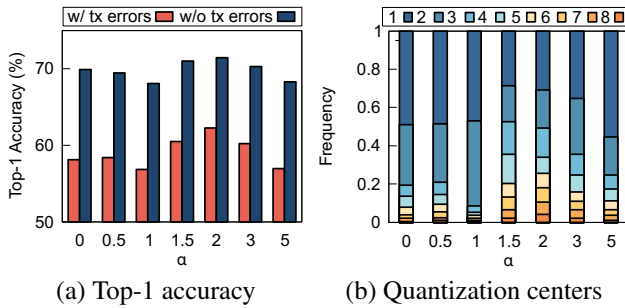 w/ tx errors w/o tx errors
Top-1 Accuracy (%)
70
60
50
0 0.5 1 1.5 2 3 5
α
(a) Top-1 accuracy
1 2 3 4 5 6 7 8
Frequency
1
0.8
0.6
0.4
0.2
0
0 0.5 1 1.5 2 3 5
α
(b) Quantization centers